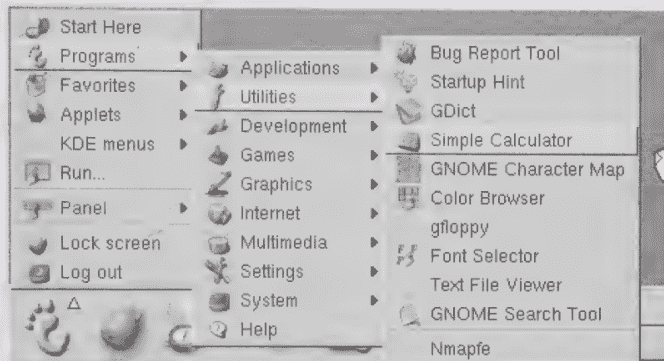 Start Here
Programs
Favorites
Applets
KDE menus
Run...
Panel
Lock screen
Log out
Applications
Utilities
Development
Games
Graphics
Internet
Multimedia
Settings
System
Help
Bug Report Tool
Startup Hint
GDict
Simple Calculator
GNOME Character Map
Color Browser
gfloppy
Font Selector
Text File Viewer
GNOME Search Tool
Nmapfe